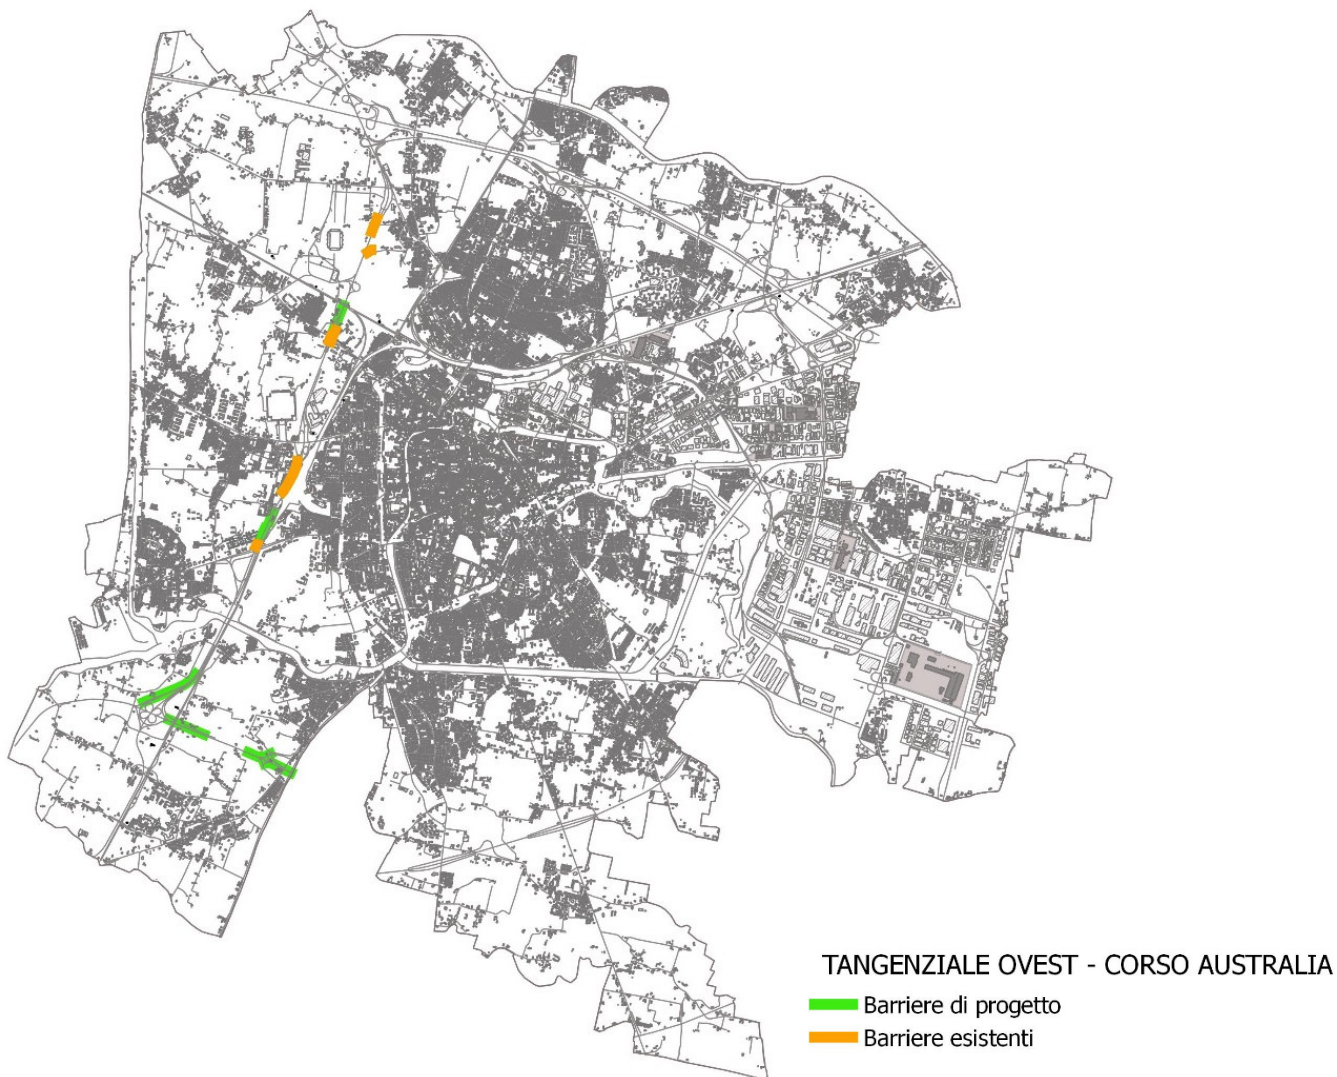 TANGENZIALE OVEST - CORSO AUSTRALIA
Barriere di progetto
Barriere esistenti